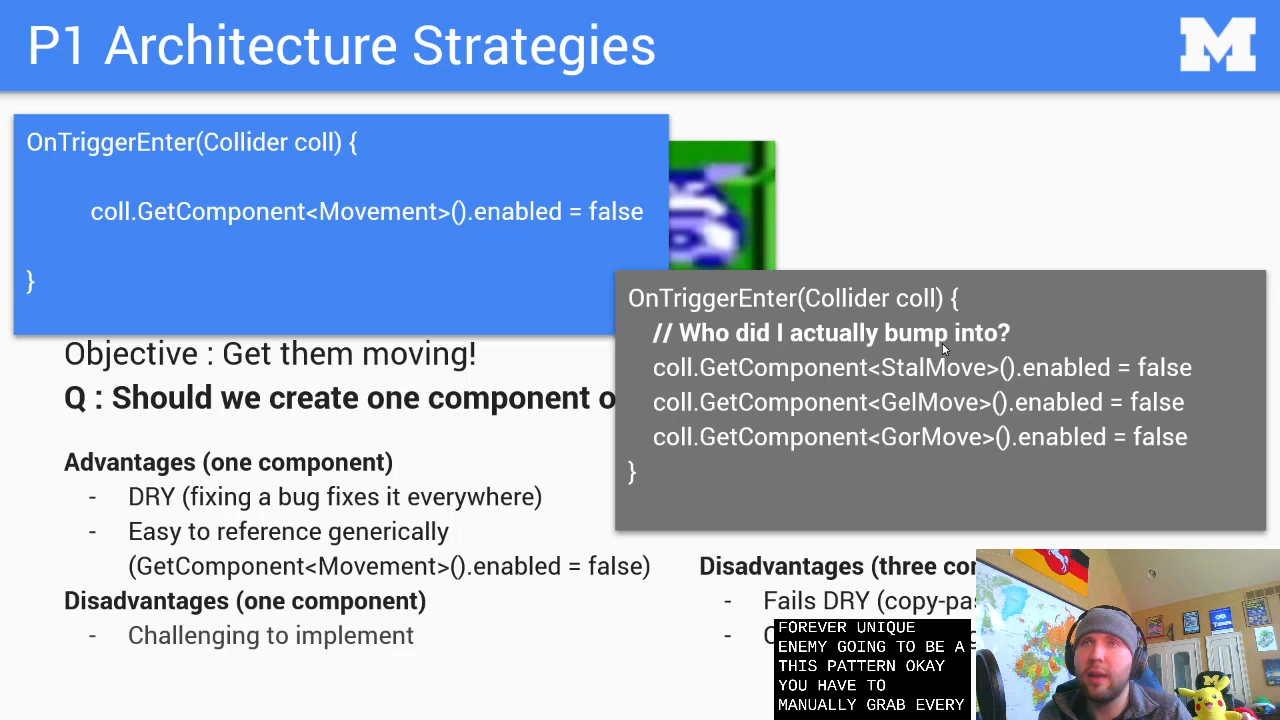 P1 Architecture Strategies
M
OnTriggerEnter(Collider coll) {
coll.GetComponent<Movement>().enabled = false
}
OnTriggerEnter(Collider coll) {
// Who did I actually bump into?
coll.GetComponent<StalMove>().enabled = false
coll.GetComponent<GelMove>().enabled = false
coll.GetComponent<GorMove>().enabled = false
}
Objective : Get them moving!
Q : Should we create one component o
Advantages (one component)
- DRY (fixing a bug fixes it everywhere)
- Easy to reference generically
(GetComponent<Movement>().enabled = false)
Disadvantages (one component)
- Challenging to implement
Disadvantages (three con
- Fails DRY (copy-pas
-
FOREVER UNIQUE
ENEMY GOING TO BE A
THIS PATTERN OKAY
YOU HAVE TO
MANUALLY GRAB EVERY
M